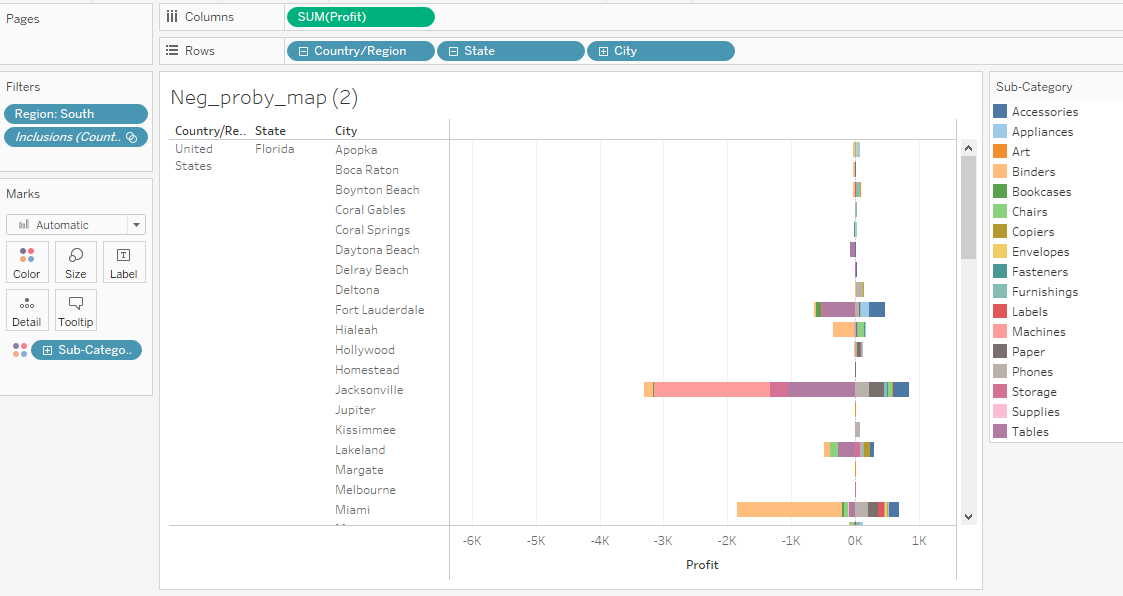 Pages
Columns
SUM(Profit)
Rows
Country/Region
State
City
Filters
Region: South
Inclusions (Count..
Marks
Automatic
Color
Size
Label
Detail
Tooltip
Sub-Catego..
Neg_proby_map (2)
Country/Re.. State City
United States
Florida
Apopka
Boca Raton
Boynton Beach
Coral Gables
Coral Springs
Daytona Beach
Delray Beach
Deltona
Fort Lauderdale
Hialeah
Hollywood
Homestead
Jacksonville
Jupiter
Kissimmee
Lakeland
Margate
Melbourne
Miami
-6K -5K -4K -3K -2K -1K 0K 1K
Profit
Sub-Category
Accessories
Appliances
Art
Binders
Bookcases
Chairs
Copiers
Envelopes
Fasteners
Furnishings
Labels
Machines
Paper
Phones
Storage
Supplies
Tables